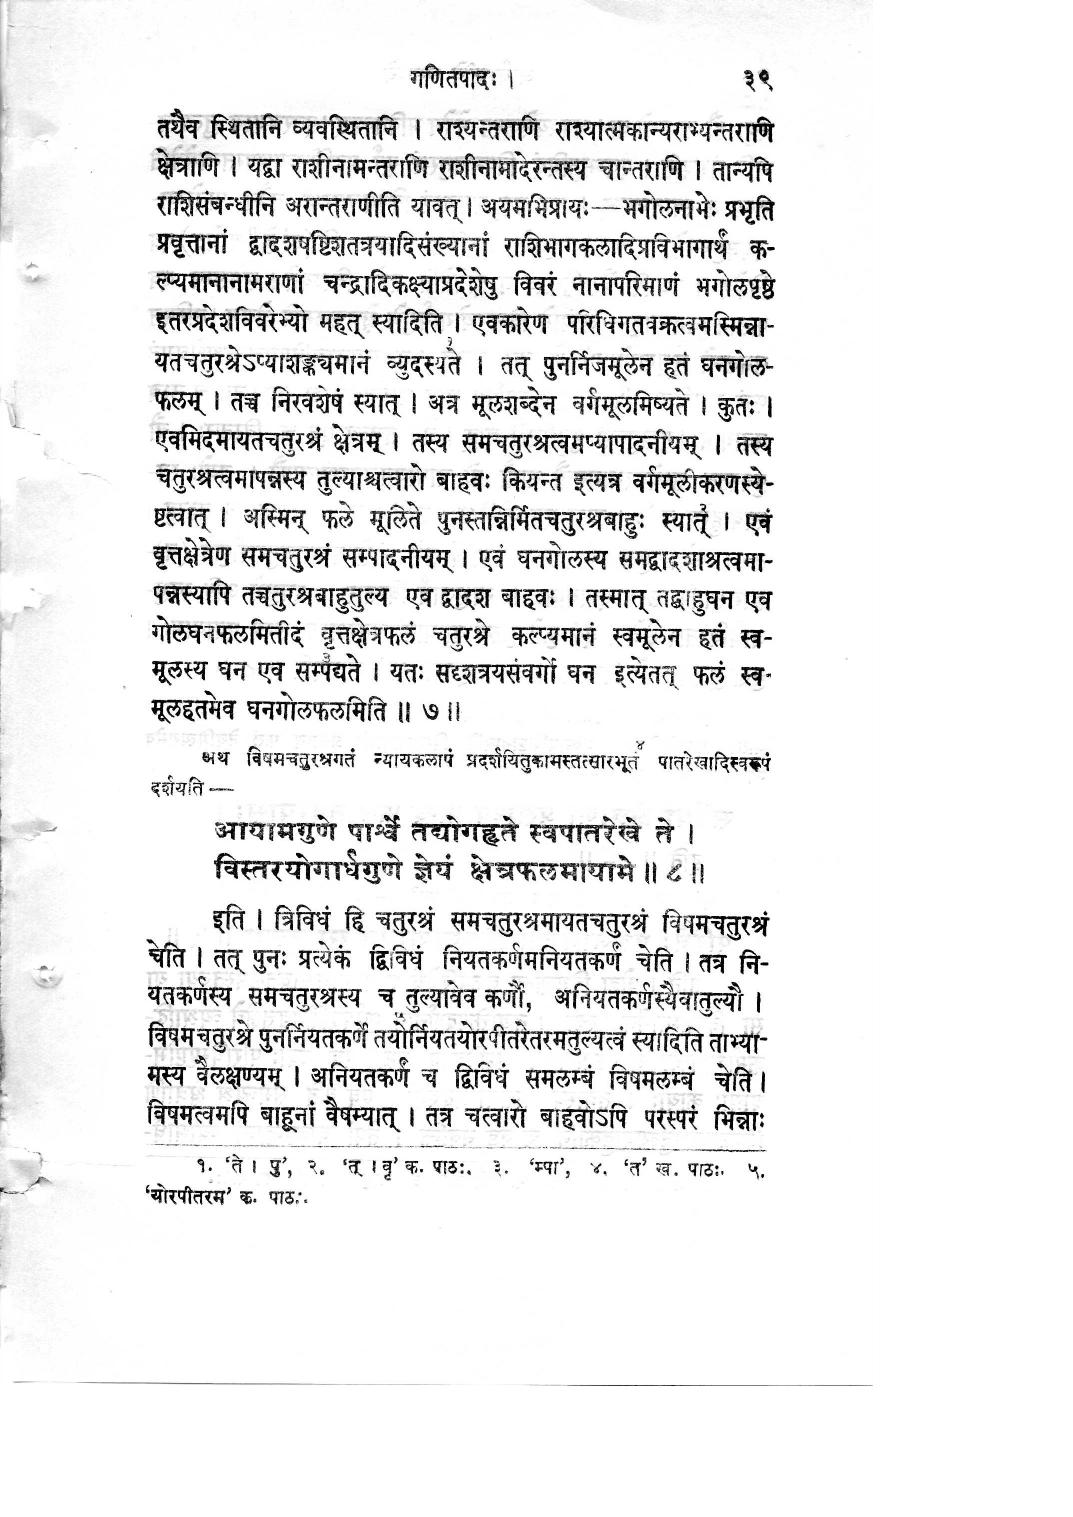 गणितपादः । ३९
तथैव स्थितानि व्यवस्थितानि । राश्यन्तराणि राश्यात्मकान्यराभ्यन्तराणि
क्षेत्राणि । यद्वा राशीनामन्तराणि राशीनामादेरन्तस्य चान्तराणि । तान्यपि
राशिसंबन्धीनि अरान्तराणीति यावत् । अयमभिप्रायः—भगोलनाभेः प्रभृति
प्रवृत्तानां द्वादशषष्टिशतत्रयादिसंख्यानां राशिभागकलादिप्रविभागार्थं क-
ल्प्यमानानामराणां चन्द्रादिकक्ष्याप्रदेशेषु विवरं नानापरिमाणं भगोलपृष्ठे
इतरप्रदेशविवरेभ्यो महत् स्यादिति । एवकारेण परिधिगतवक्रत्वमस्मिन्ना-
यतचतुरश्रेऽप्याशङ्क्यमानं व्युदस्यते१ । तत् पुनर्निजमूलेन हतं घनगोल-
फलम् । तच्च निरवशेषं स्यात् । अत्र मूलशब्देन वर्गमूलमिष्यते । कुतः ।
एवमिदमायतचतुरश्रं क्षेत्रम् । तस्य समचतुरश्रत्वमप्यापादनीयम् । तस्य
चतुरश्रत्वमापन्नस्य तुल्याश्चत्वारो बाहवः कियन्त इत्यत्र वर्गमूलीकरणस्ये-
ष्टत्वात् । अस्मिन् फले मूलिते पुनस्तन्निर्मितचतुरश्रबाहुः स्यात्२ । एवं
वृत्तक्षेत्रेण समचतुरश्रं सम्पादनीयम् । एवं घनगोलस्य समद्वादशाश्रत्वमा-
पन्नस्यापि तच्चतुरश्रबाहुतुल्य एव द्वादश बाहवः । तस्मात् तद्बाहुघन एव
गोलघनफलमितीदं वृत्तक्षेत्रफलं चतुरश्रे कल्प्यमानं स्वमूलेन हतं स्व-
मूलस्य घन एव सम्पद्यते३ । यतः सदृशत्रयसंवर्गो घन इत्येतत् फलं स्व-
मूलहतमेव घनगोलफलमिति ॥ ७ ॥
अथ विषमचतुरश्रगतं न्यायकलापं प्रदर्शयितुकामस्तत्सारभूतं४ पातरेखादिस्वरूपं
दर्शयति —
आयामगुणे पार्श्वे तद्योगहृते स्वपातरेखे ते ।
विस्तरयोगार्धगुणे ज्ञेयं क्षेत्रफलमायामे ॥ ८ ॥
इति । त्रिविधं हि चतुरश्रं समचतुरश्रमायतचतुरश्रं विषमचतुरश्रं
चेति । तत् पुनः प्रत्येकं द्विविधं नियतकर्णमनियतकर्णं चेति । तत्र नि-
यतकर्णस्य समचतुरश्रस्य च तुल्यावेव कर्णौ, अनियतकर्णस्यैवातुल्यौ ।
विषमचतुरश्रे पुनर्नियतकर्णे तयोर्नियतयोरपीतरेतरमतुल्यत्वं५ स्यादिति ताभ्या-
मस्य वैलक्षण्यम् । अनियतकर्णं च द्विविधं समलम्बं विषमलम्बं चेति ।
विषमत्वमपि बाहूनां वैषम्यात् । तत्र चत्वारो बाहवोऽपि परस्परं भिन्नाः
१. ‘ते । पु’, २. ‘त् । वृ’ क. पाठः. ३. ‘म्पा’, ४. ‘त’ ख. पाठः. ५.
‘योरपीतरम’ क. पाठः.